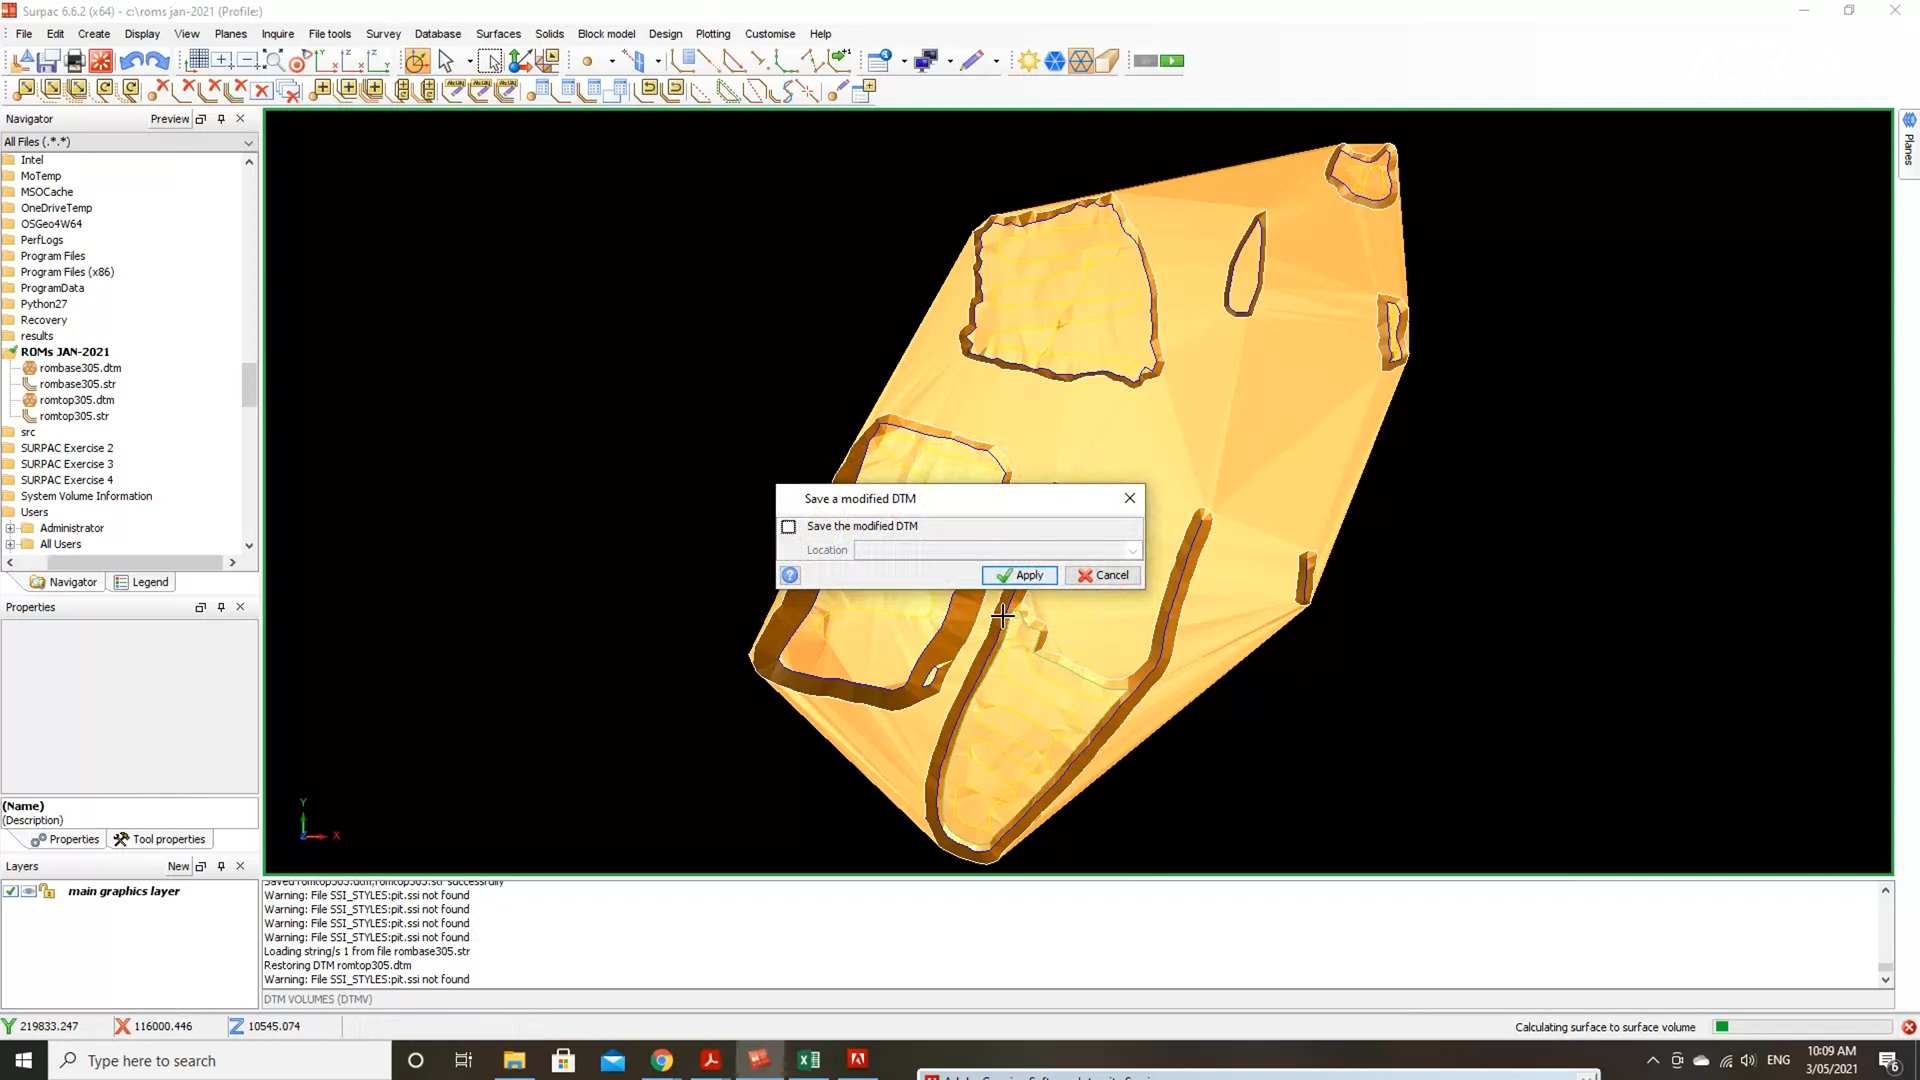 Surpac 6.6.2 (x64) - c:\roms jan-2021 (Profile:)
File Edit Create Display View Planes Inquire File tools Survey Database Surfaces Solids Block model Design Plotting Customise Help
Navigator Preview
All Files (.*.*)
Intel
MoTemp
MSOCache
OneDriveTemp
OSGeo4W64
PerfLogs
Program Files
Program Files (x86)
ProgramData
Python27
Recovery
results
ROMs JAN-2021
rombase305.dtm
rombase305.str
romtop305.dtm
romtop305.str
src
SURPAC Exercise 2
SURPAC Exercise 3
SURPAC Exercise 4
System Volume Information
Users
Administrator
All Users
Navigator Legend
Properties
(Name)
(Description)
Properties Tool properties
Layers New
main graphics layer
Planes
Save a modified DTM
Save the modified DTM
Location
Apply Cancel
Y
X
Saved romtop305.dtm,romtop305.str successfully
Warning: File SSI_STYLES:pit.ssi not found
Warning: File SSI_STYLES:pit.ssi not found
Warning: File SSI_STYLES:pit.ssi not found
Warning: File SSI_STYLES:pit.ssi not found
Loading string/s 1 from file rombase305.str
Restoring DTM romtop305.dtm
Warning: File SSI_STYLES:pit.ssi not found
DTM VOLUMES (DTMV)
Y 219833.247 X 116000.446 Z 10545.074
Calculating surface to surface volume
Type here to search
ENG
10:09 AM
3/05/2021
6